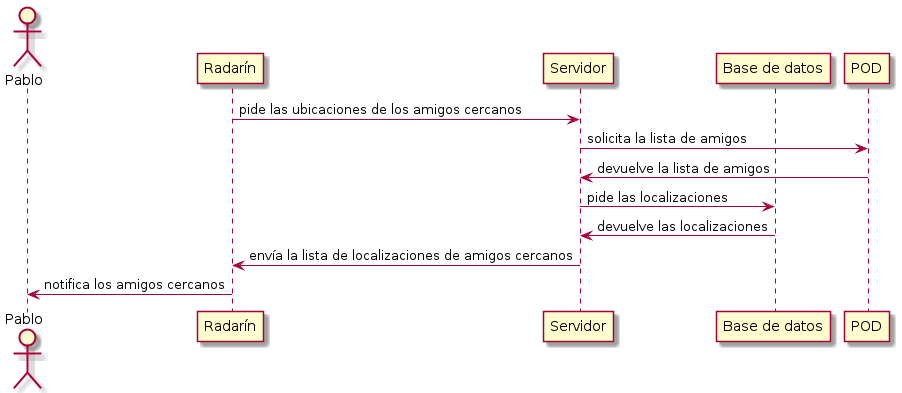 Pablo
Radarín
Servidor
Base de datos
POD
pide las ubicaciones de los amigos cercanos
solicita la lista de amigos
devuelve la lista de amigos
pide las localizaciones
devuelve las localizaciones
envía la lista de localizaciones de amigos cercanos
notifica los amigos cercanos
Pablo
Radarín
Servidor
Base de datos
POD